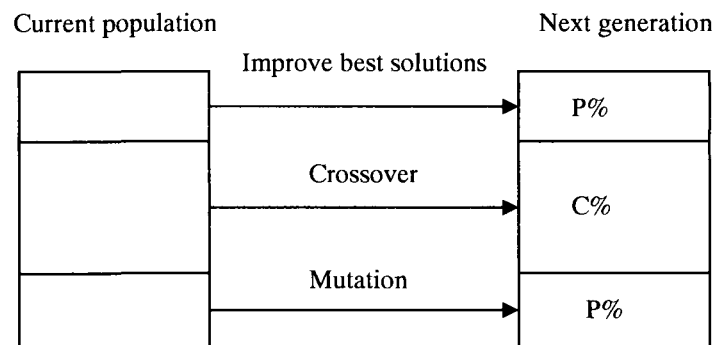 Current population
Next generation
Improve best solutions
P%
Crossover
C%
Mutation
P%